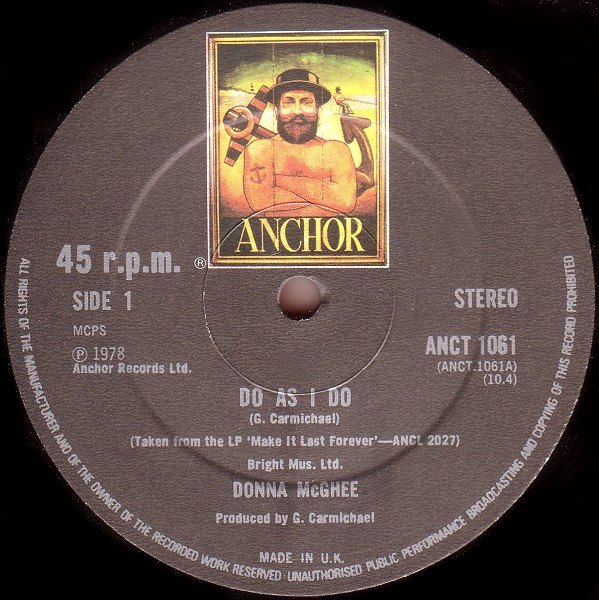 ANCHOR
45 r.p.m.
®
SIDE 1
STEREO
MCPS
℗ 1978
Anchor Records Ltd.
ANCT 1061
(ANCT.1061A)
(10.4)
DO AS I DO
(G. Carmichael)
(Taken from the LP 'Make It Last Forever'—ANCL 2027)
Bright Mus. Ltd.
DONNA McGHEE
Produced by G. Carmichael
MADE IN U.K.
ALL RIGHTS OF THE MANUFACTURER AND OF THE OWNER OF THE RECORDED WORK RESERVED · UNAUTHORISED PUBLIC PERFORMANCE BROADCASTING AND COPYING OF THIS RECORD PROHIBITED